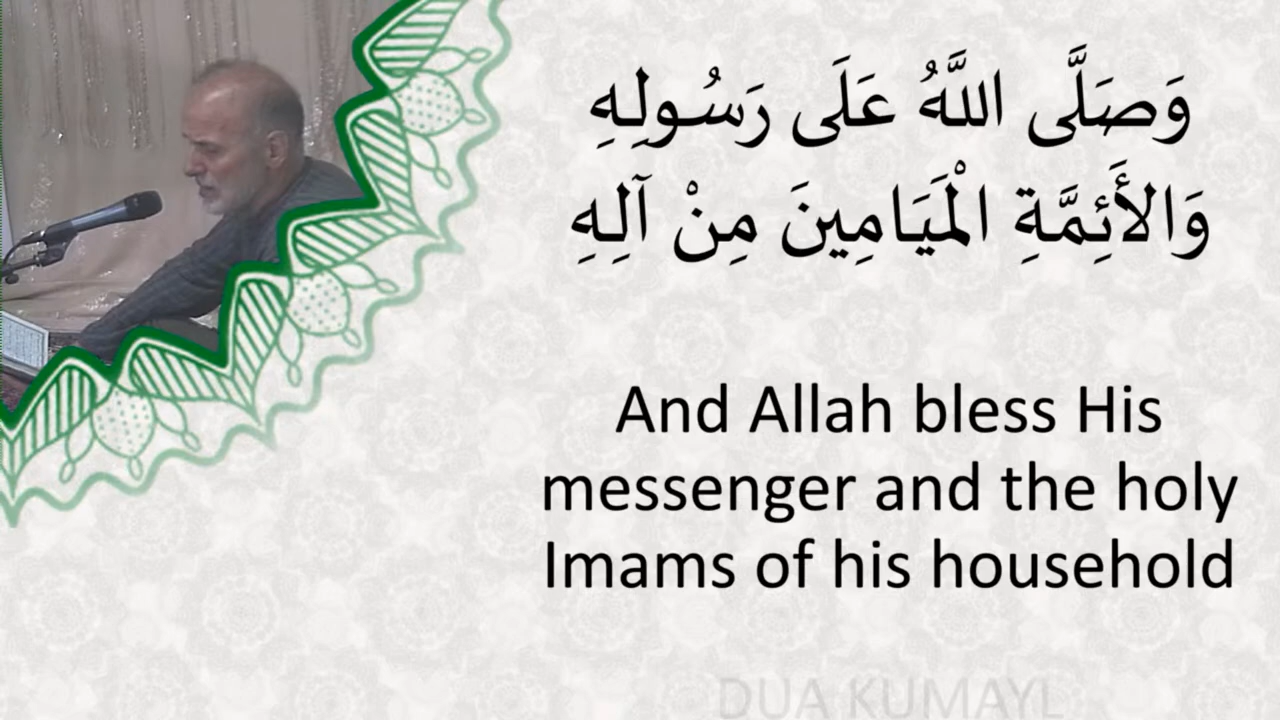 وَصَلَّى اللَّهُ عَلَى رَسُولِهِ
وَالأَئِمَّةِ الْمَيَامِينَ مِنْ آلِهِ
And Allah bless His
messenger and the holy
Imams of his household
DUA KUMAYL